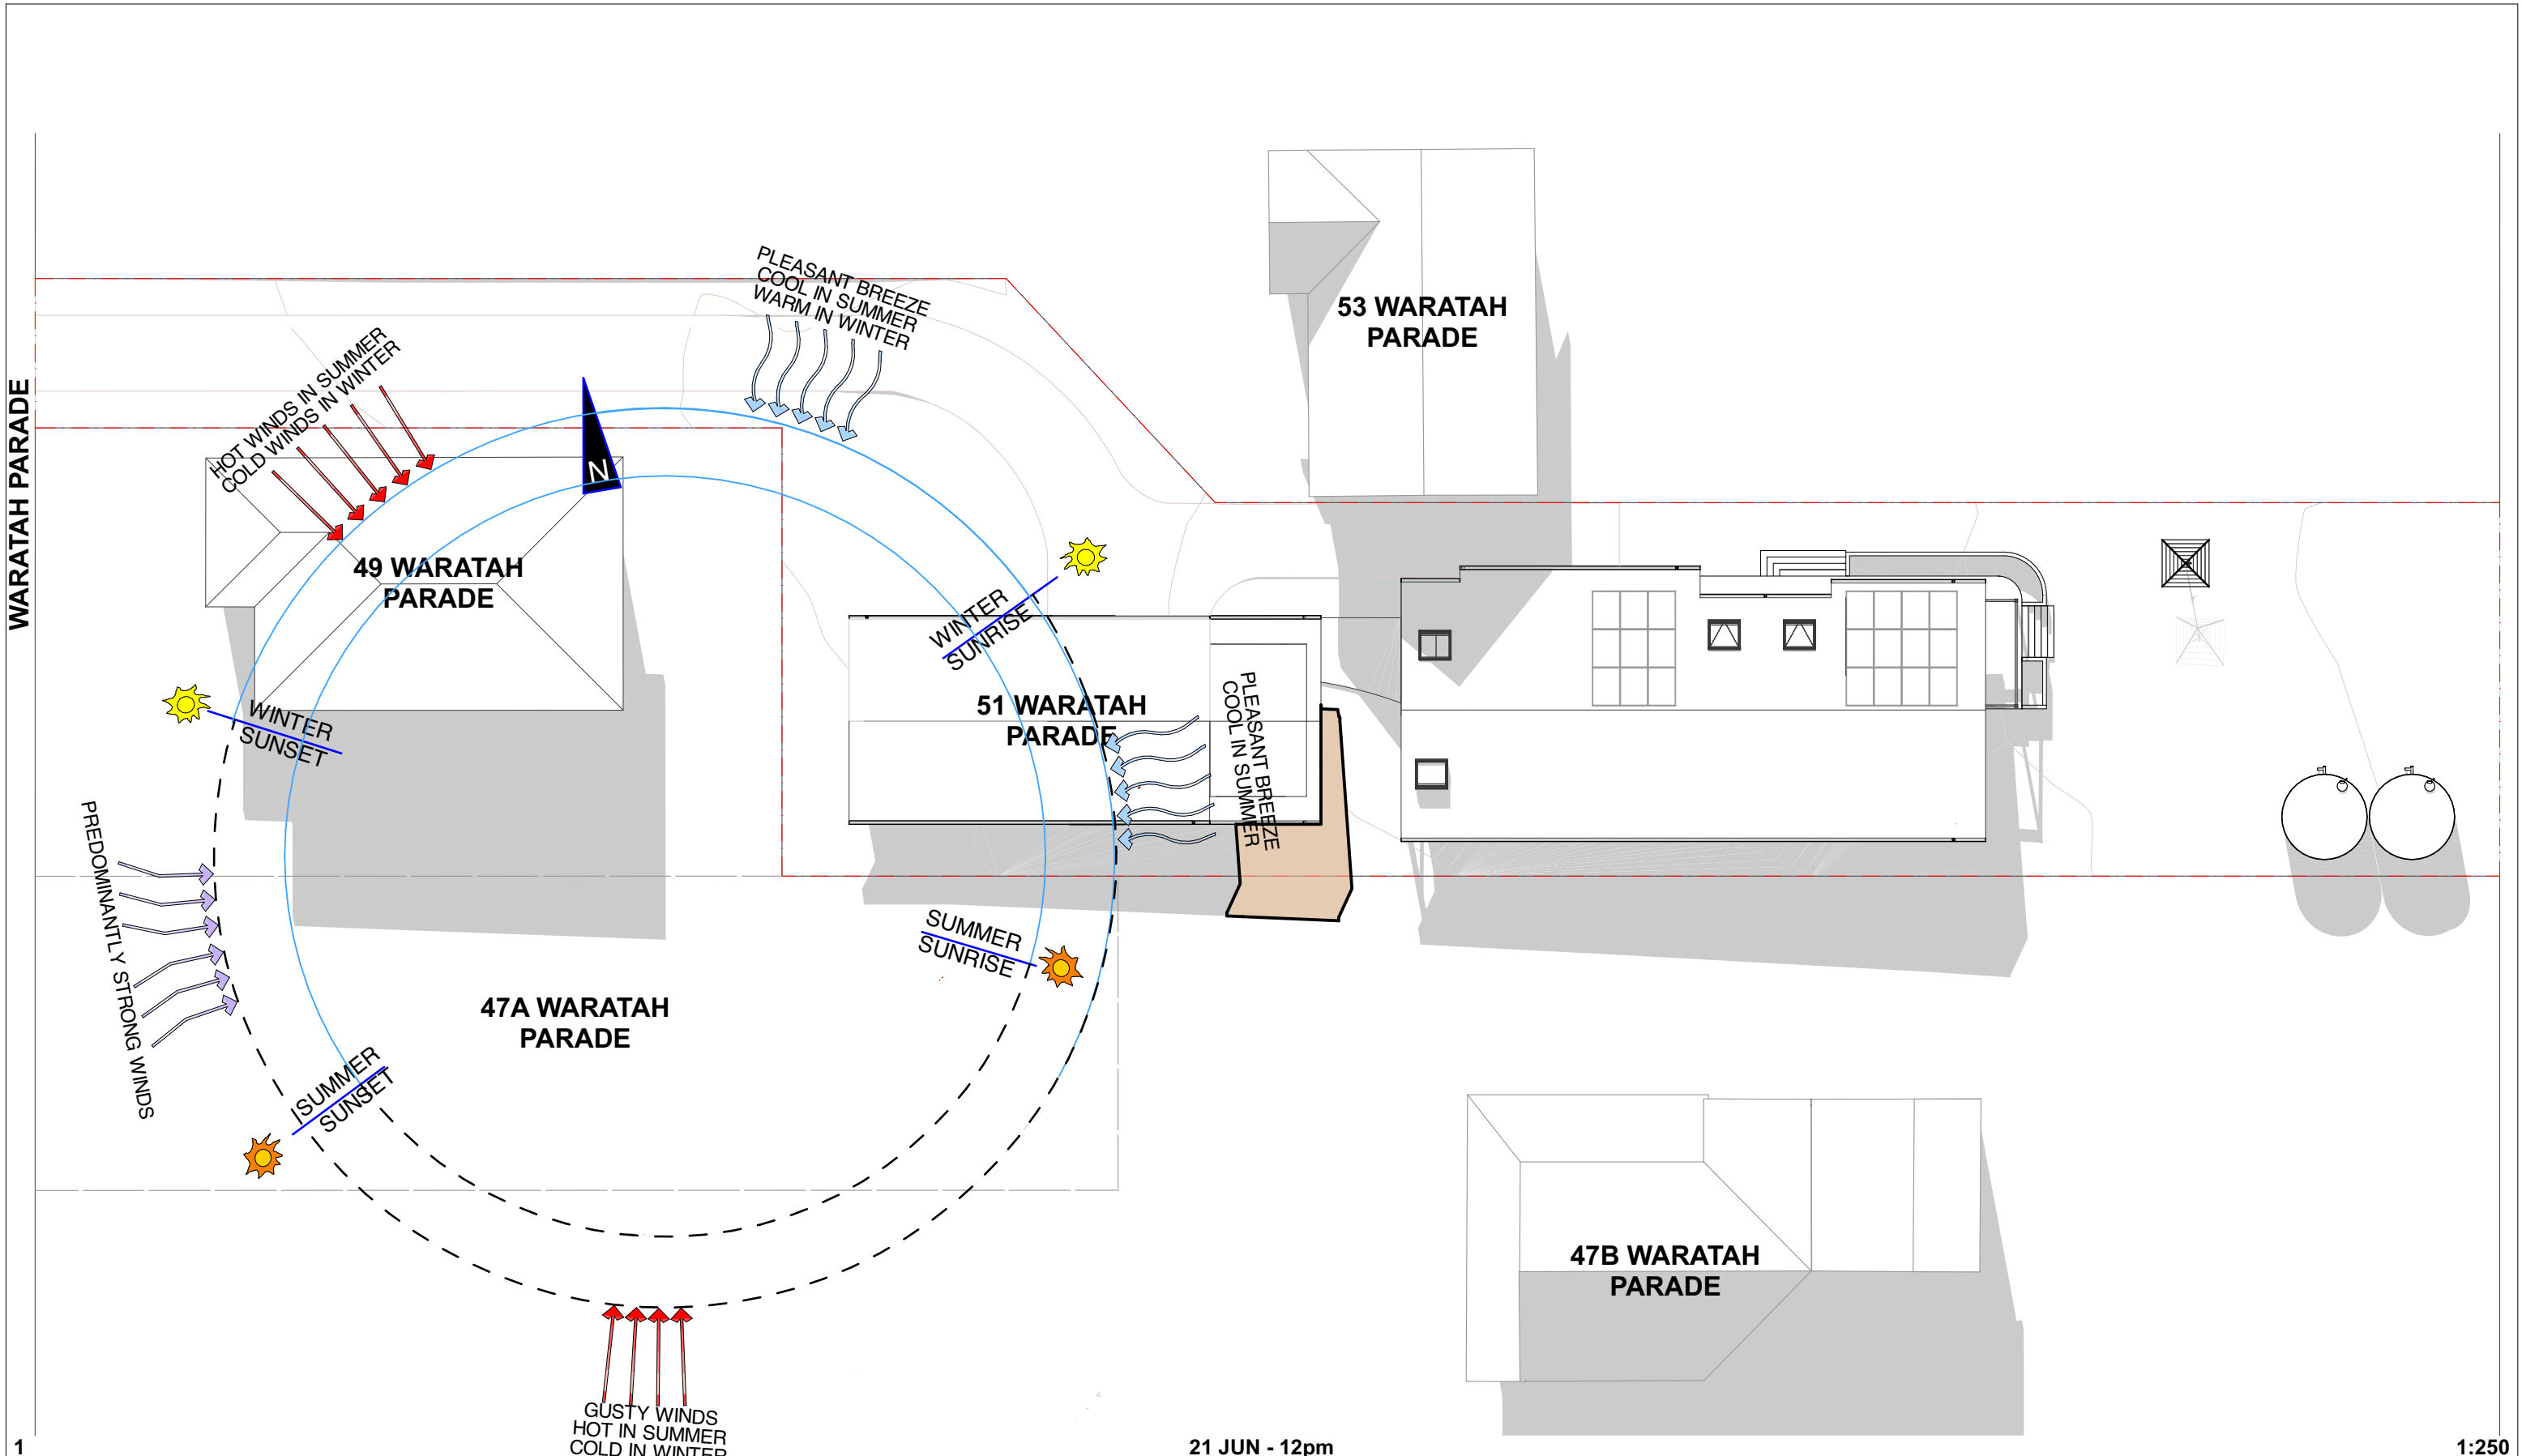 PLEASANT BREEZE
COOL IN SUMMER
WARM IN WINTER
53 WARATAH
PARADE
HOT WINDS IN SUMMER
COLD WINDS IN WINTER
WARATAH PARADE
N
49 WARATAH
PARADE
WINTER
SUNRISE
WINTER
SUNSET
51 WARATAH
PARADE
PLEASANT BREEZE
COOL IN SUMMER
PREDOMINANTLY STRONG WINDS
SUMMER
SUNRISE
47A WARATAH
PARADE
SUMMER
SUNSET
47B WARATAH
PARADE
GUSTY WINDS
HOT IN SUMMER
COLD IN WINTER
1
21 JUN - 12pm
1:250